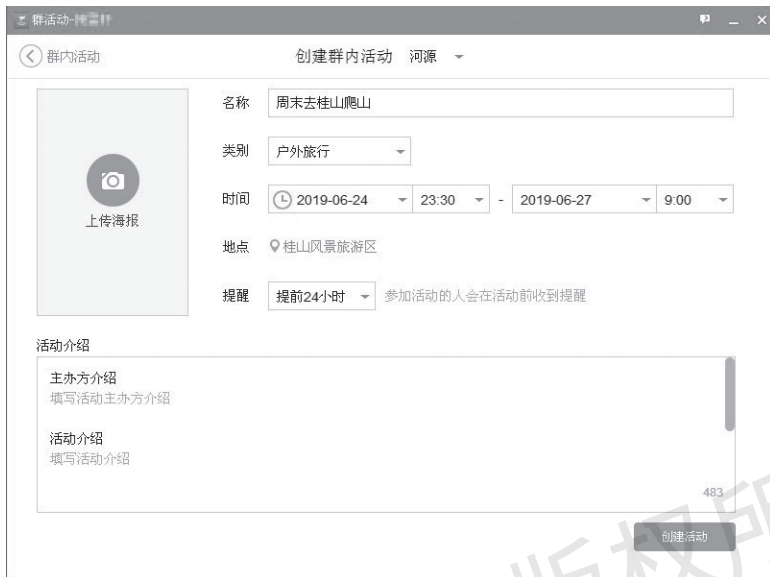 群活动-
群内活动
创建群内活动 河源
名称 周末去桂山爬山
类别 户外旅行
时间 2019-06-24 23:30 - 2019-06-27 9:00
上传海报
地点 桂山风景旅游区
提醒 提前24小时 参加活动的人会在活动前收到提醒
活动介绍
主办方介绍
填写活动主办方介绍
活动介绍
填写活动介绍
483
创建活动
版权所